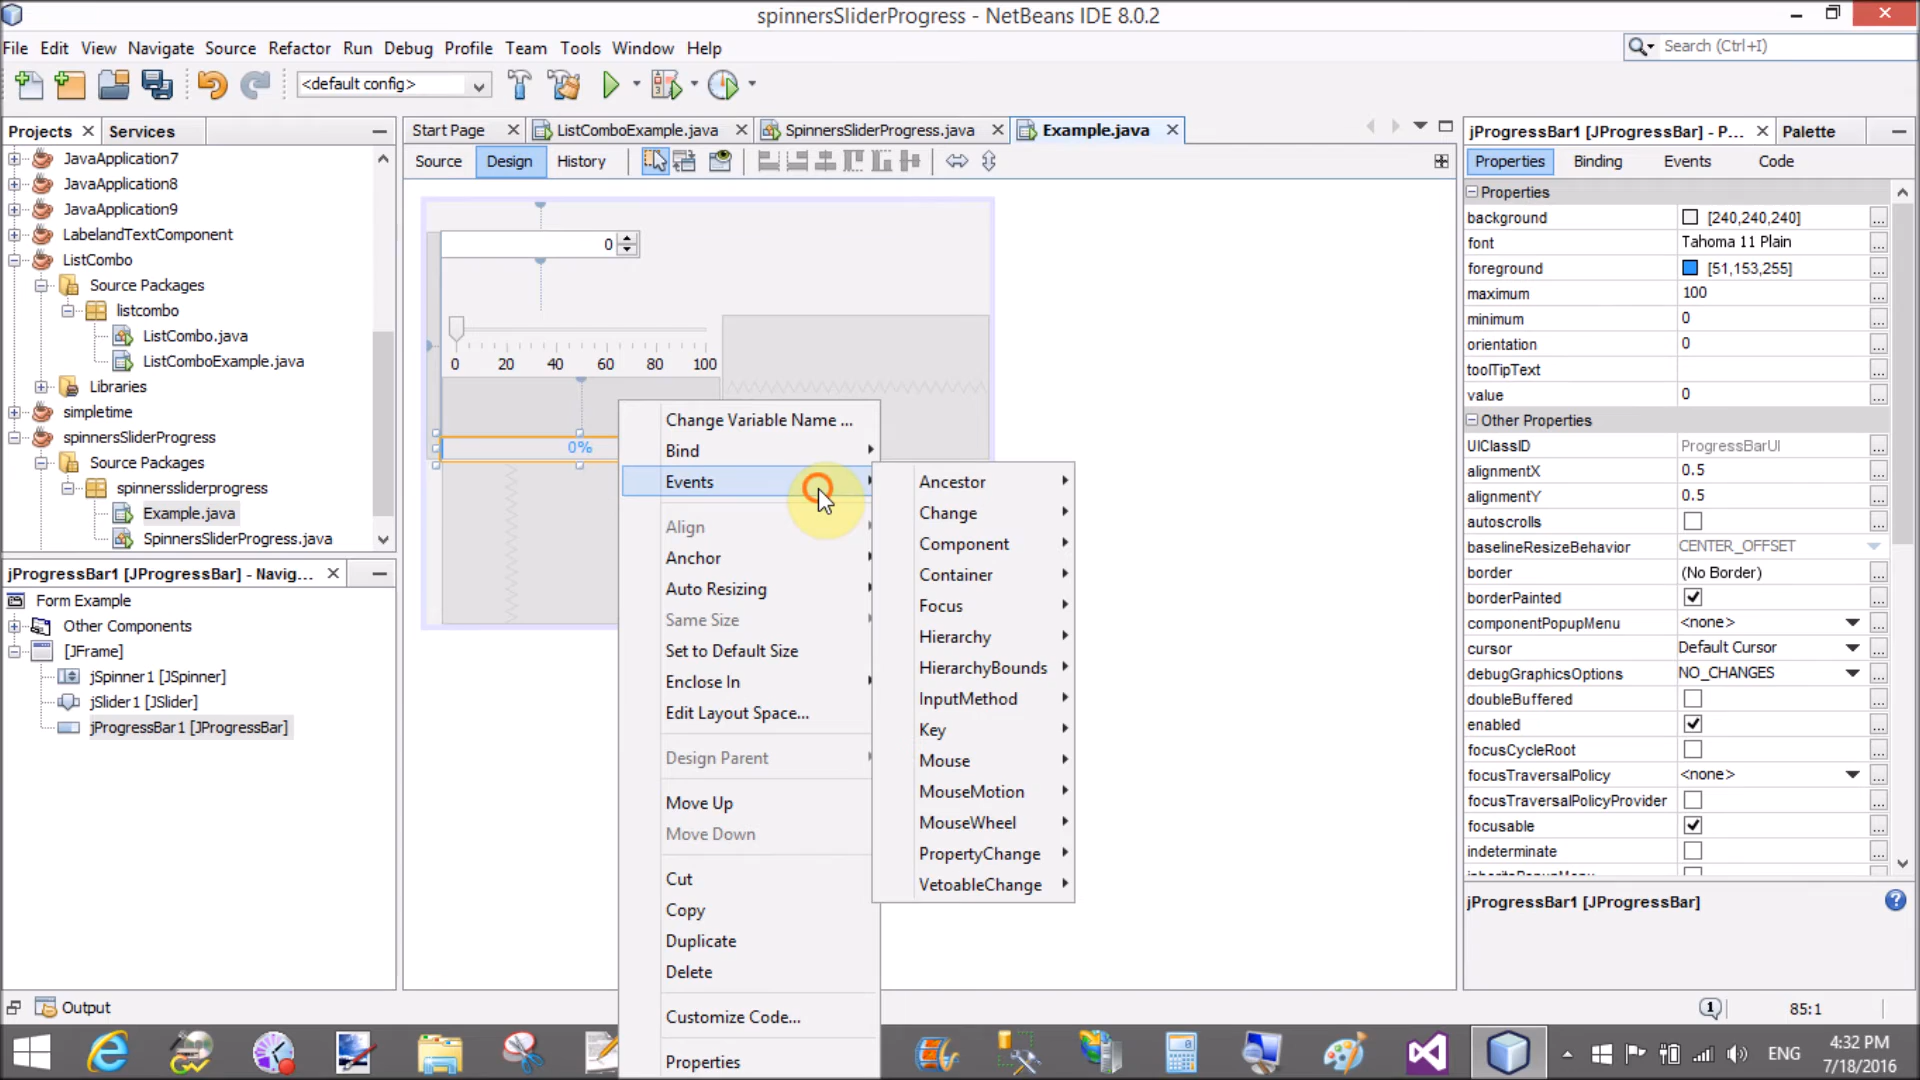 spinnersSliderProgress - NetBeans IDE 8.0.2
File Edit View Navigate Source Refactor Run Debug Profile Team Tools Window Help
Search (Ctrl+I)
<default config>
Projects
Services
JavaApplication7
JavaApplication8
JavaApplication9
LabelandTextComponent
ListCombo
Source Packages
listcombo
ListCombo.java
ListComboExample.java
Libraries
simpletime
spinnersSliderProgress
Source Packages
spinnerssliderprogress
Example.java
SpinnersSliderProgress.java
jProgressBar1 [JProgressBar] - Navig...
Form Example
Other Components
[JFrame]
jSpinner1 [JSpinner]
jSlider1 [JSlider]
jProgressBar1 [JProgressBar]
Output
Start Page
ListComboExample.java
SpinnersSliderProgress.java
Example.java
Source Design History
0
0 20 40 60 80 100
0%
Change Variable Name ...
Bind
Events
Align
Anchor
Auto Resizing
Same Size
Set to Default Size
Enclose In
Edit Layout Space...
Design Parent
Move Up
Move Down
Cut
Copy
Duplicate
Delete
Customize Code...
Properties
Ancestor
Change
Component
Container
Focus
Hierarchy
HierarchyBounds
InputMethod
Key
Mouse
MouseMotion
MouseWheel
PropertyChange
VetoableChange
jProgressBar1 [JProgressBar] - P...
Palette
Properties Binding Events Code
Properties
background [240,240,240] ...
font Tahoma 11 Plain ...
foreground [51,153,255] ...
maximum 100 ...
minimum 0 ...
orientation 0 ...
toolTipText ...
value 0 ...
Other Properties
UIClassID ProgressBarUI ...
alignmentX 0.5 ...
alignmentY 0.5 ...
autoscrolls ...
baselineResizeBehavior CENTER_OFFSET
border (No Border) ...
borderPainted ...
componentPopupMenu <none> ...
cursor Default Cursor ...
debugGraphicsOptions NO_CHANGES ...
doubleBuffered ...
enabled ...
focusCycleRoot ...
focusTraversalPolicy <none> ...
focusTraversalPolicyProvider ...
focusable ...
indeterminate ...
jProgressBar1 [JProgressBar]
1
85:1
ENG
4:32 PM
7/18/2016